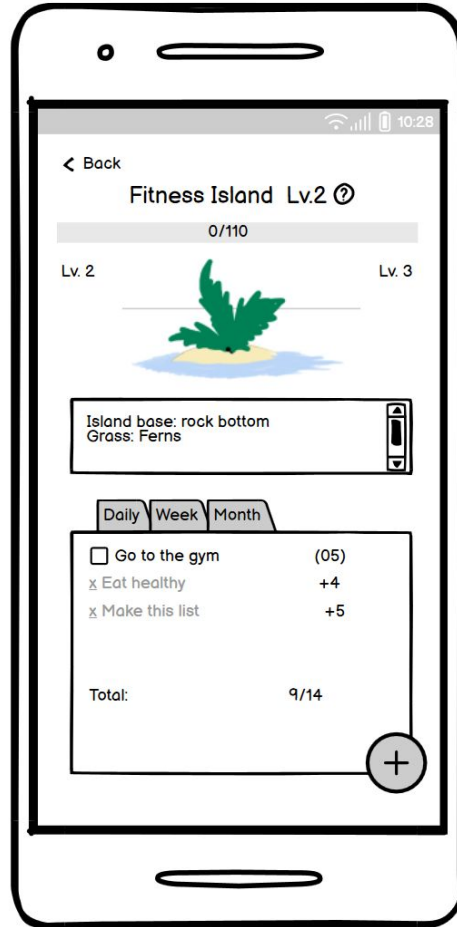 10:28
< Back
Fitness Island Lv.2 ?
0/110
Lv. 2 Lv. 3
Island base: rock bottom
Grass: Ferns
Daily Week Month
Go to the gym (05)
x Eat healthy +4
x Make this list +5
Total: 9/14
+